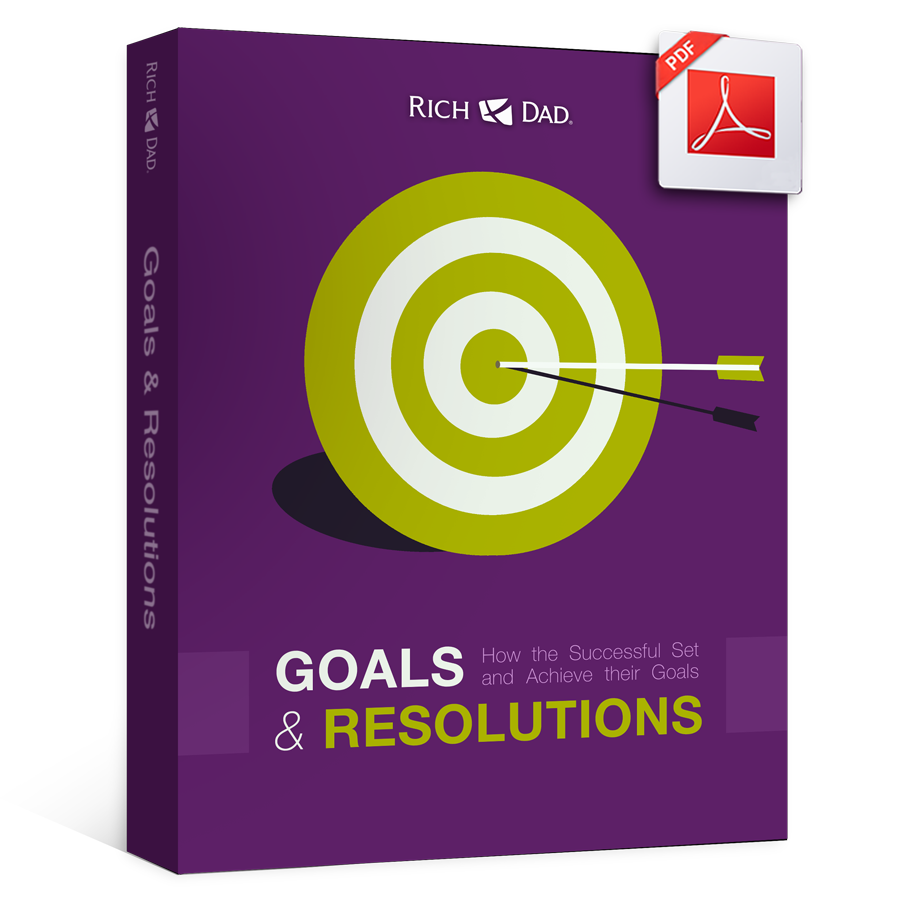 RICH DAD.
Goals & Resolutions
RICH DAD®
PDF
GOALS
How the Successful Set
and Achieve their Goals
& RESOLUTIONS